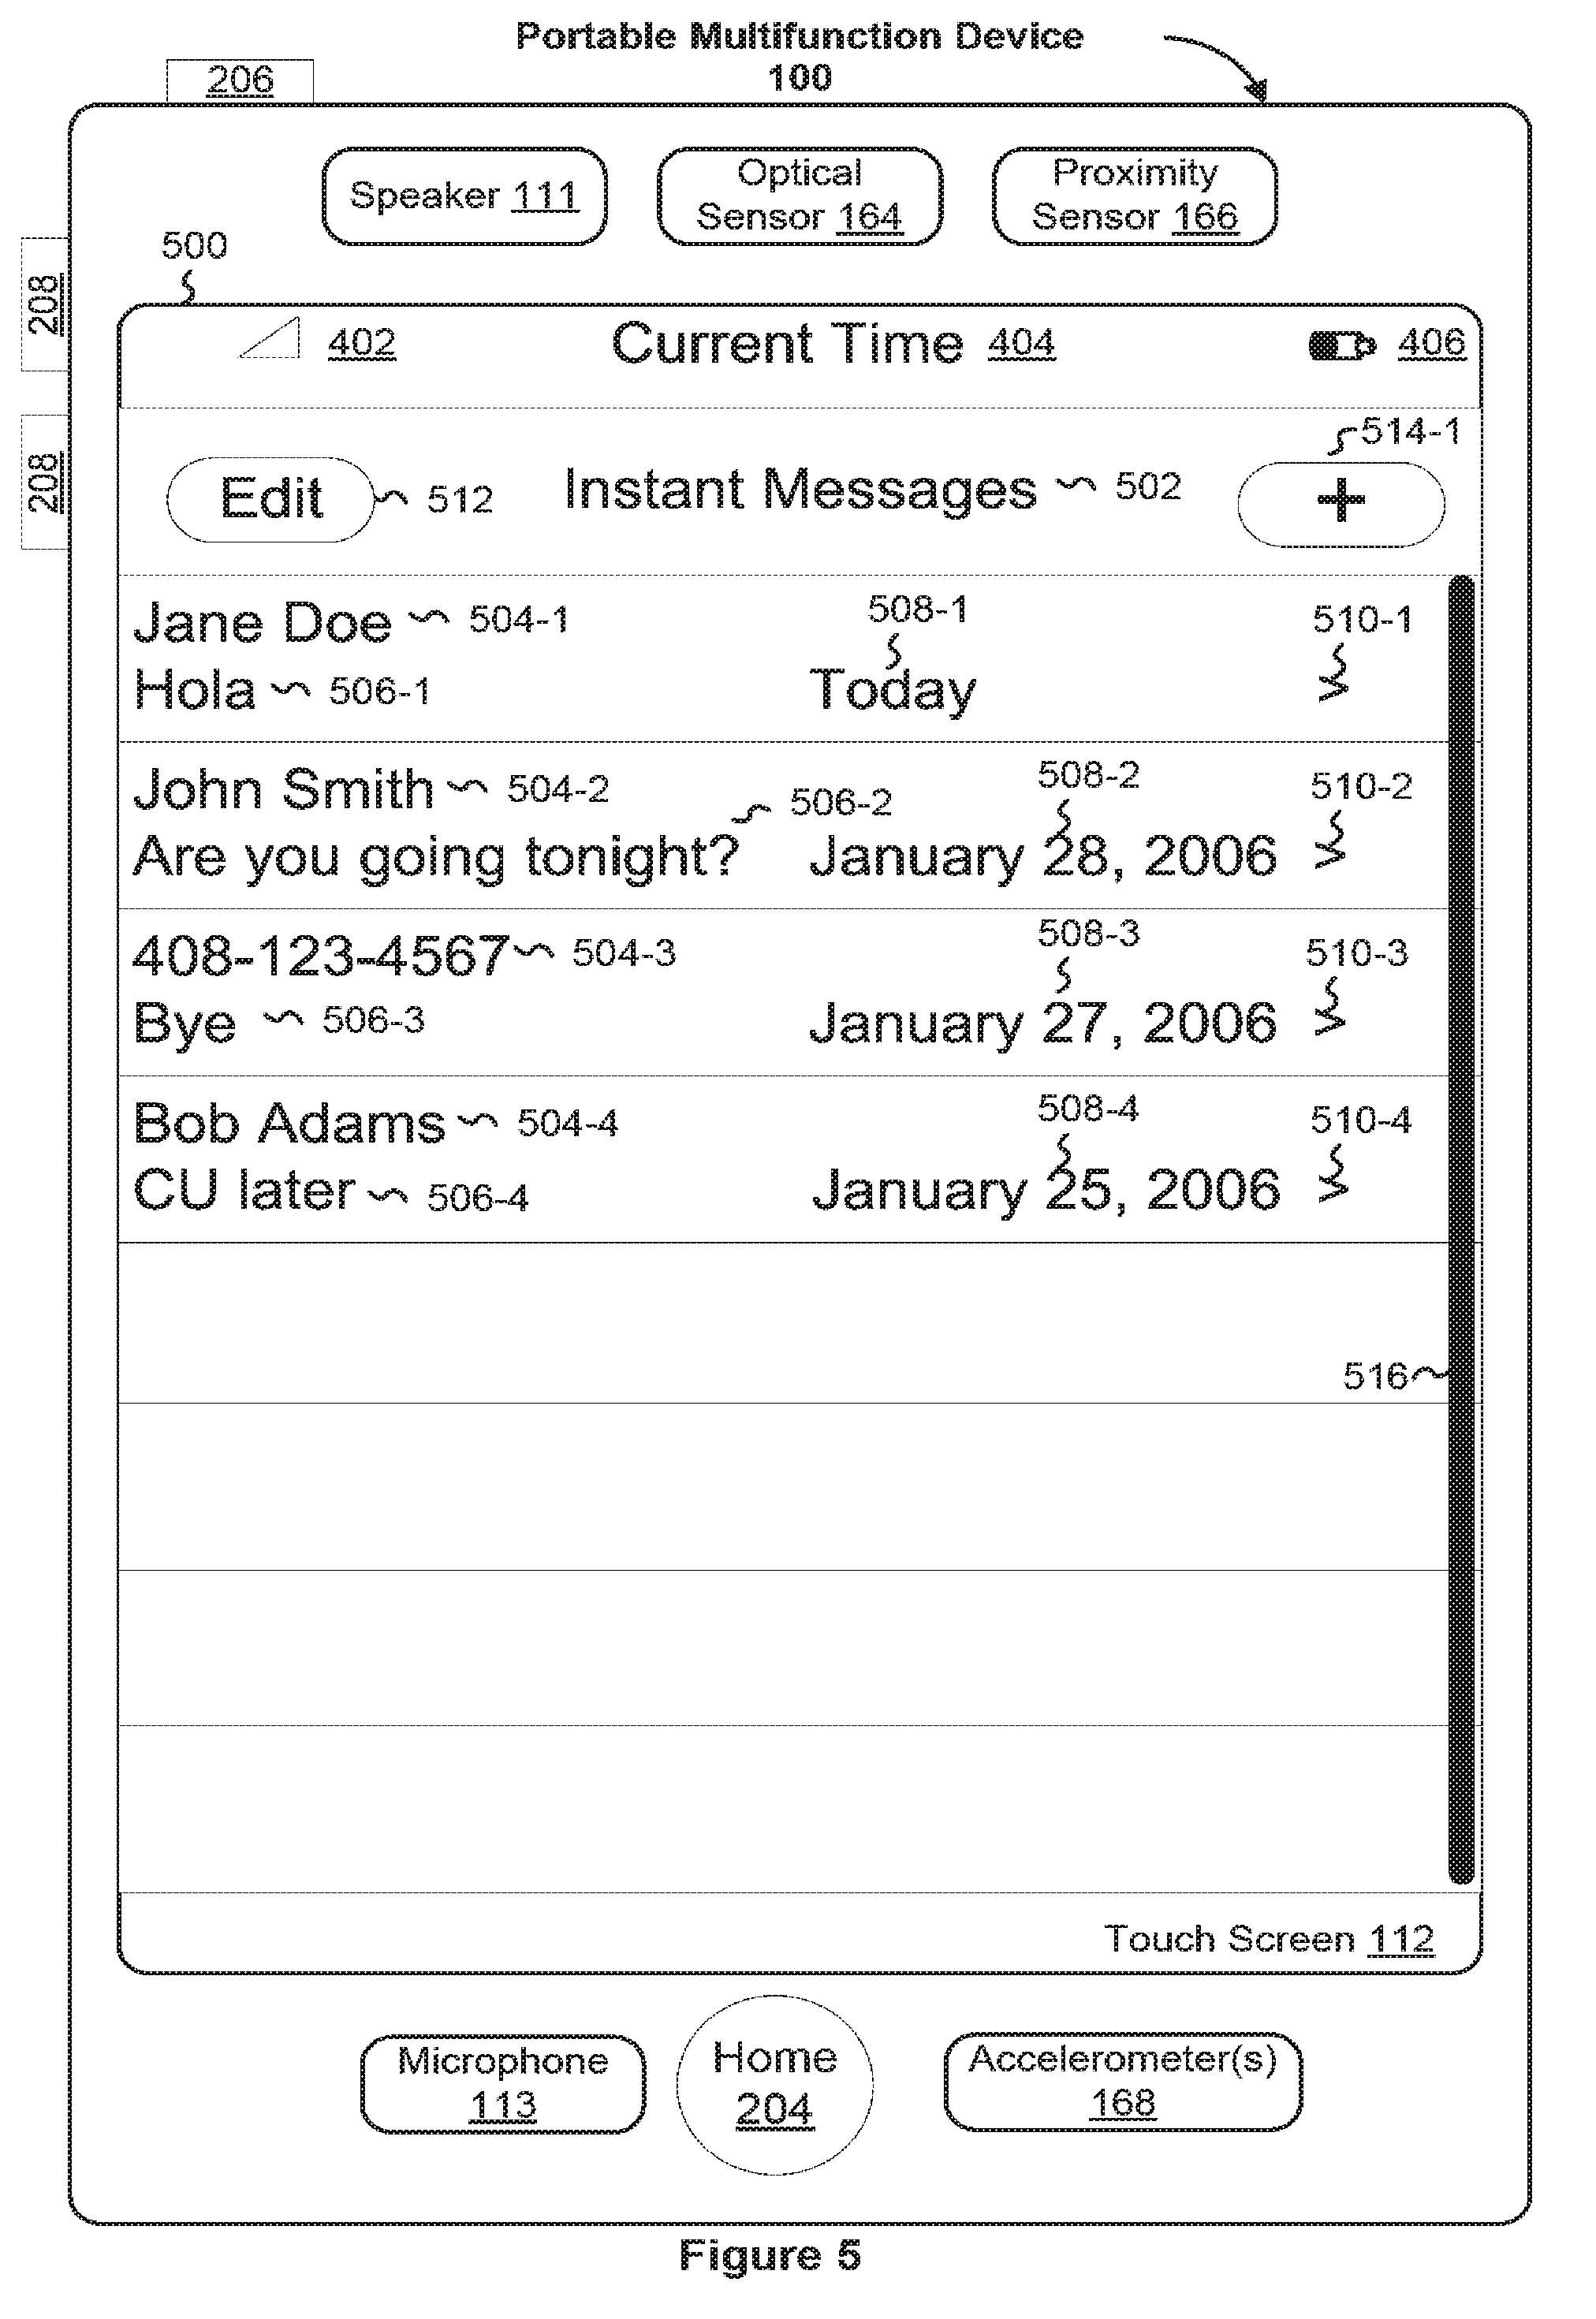 Portable Multifunction Device
100
206
Speaker 111
Optical
Sensor 164
Proximity
Sensor 166
208
500
402
Current Time 404
406
208
514-1
Edit
512
Instant Messages
502
+
Jane Doe 504-1
508-1
510-1
Hola 506-1
Today
John Smith 504-2
506-2
508-2
510-2
Are you going tonight?
January 28, 2006
408-123-4567 504-3
508-3
510-3
Bye 506-3
January 27, 2006
Bob Adams 504-4
508-4
510-4
CU later 506-4
January 25, 2006
516
Touch Screen 112
Microphone
113
Home
204
Accelerometer(s)
168
Figure 5